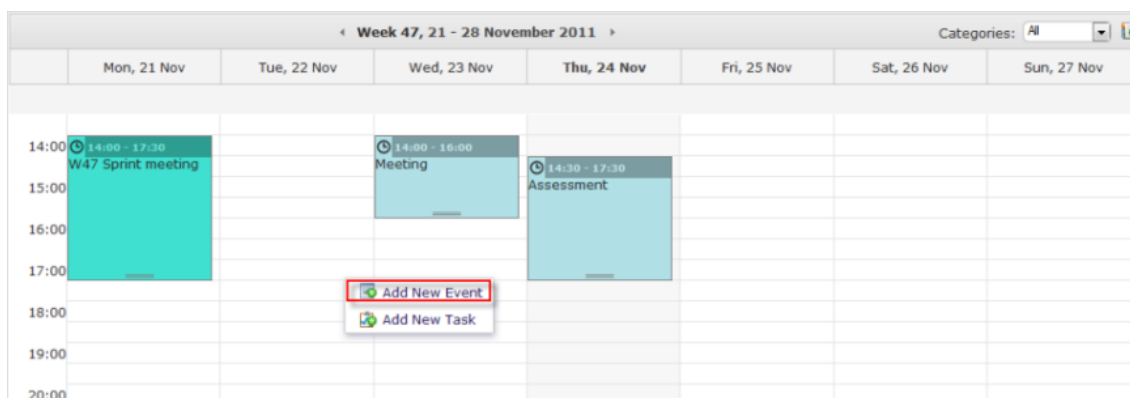 Week 47, 21 - 28 November 2011 Categories: All
Mon, 21 Nov Tue, 22 Nov Wed, 23 Nov Thu, 24 Nov Fri, 25 Nov Sat, 26 Nov Sun, 27 Nov
14:00 14:00 - 17:30 14:00 - 16:00
W47 Sprint meeting Meeting 14:30 - 17:30
15:00 Assessment
16:00
17:00
Add New Event
18:00 Add New Task
19:00
20:00